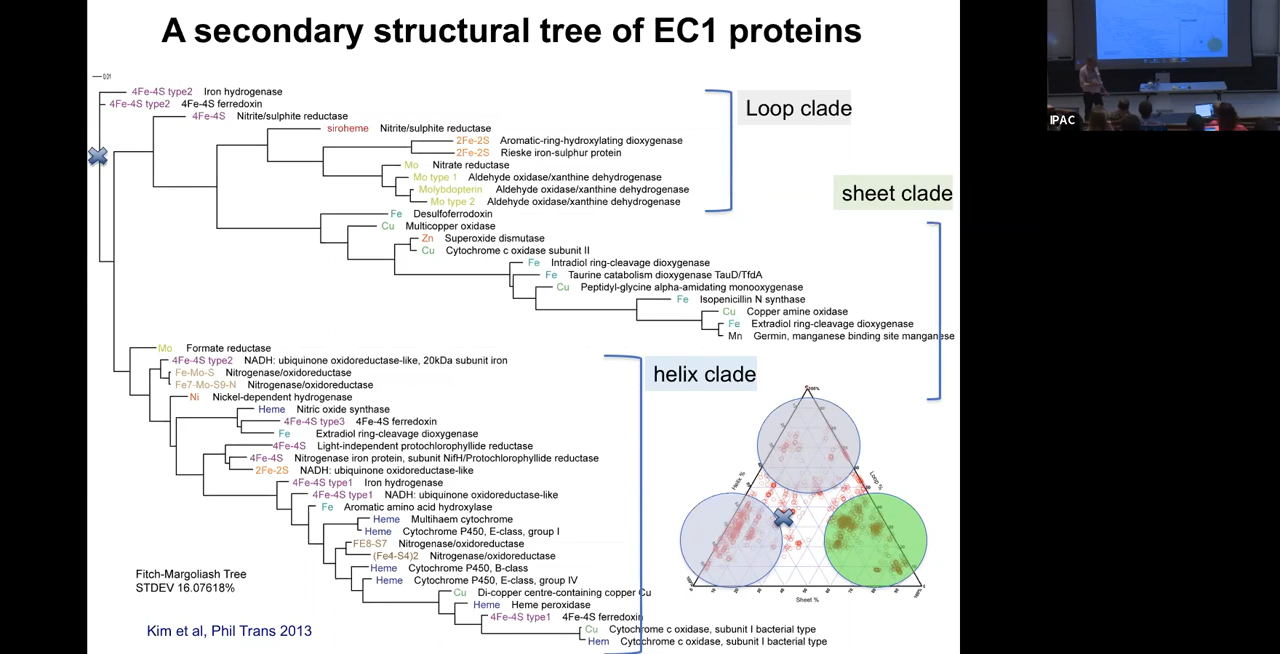 A secondary structural tree of EC1 proteins
0.01
4Fe-4S type2 Iron hydrogenase
4Fe-4S type2 4Fe-4S ferredoxin
4Fe-4S Nitrite/sulphite reductase
siroheme Nitrite/sulphite reductase
2Fe-2S Aromatic-ring-hydroxylating dioxygenase
2Fe-2S Rieske iron-sulphur protein
Mo Nitrate reductase
Mo type 1 Aldehyde oxidase/xanthine dehydrogenase
Molybdopterin Aldehyde oxidase/xanthine dehydrogenase
Mo type 2 Aldehyde oxidase/xanthine dehydrogenase
Loop clade
IPAC
sheet clade
Fe Desulfoferrodoxin
Cu Multicopper oxidase
Zn Superoxide dismutase
Cu Cytochrome c oxidase subunit II
Fe Intradiol ring-cleavage dioxygenase
Fe Taurine catabolism dioxygenase TauD/TfdA
Cu Peptidyl-glycine alpha-amidating monooxygenase
Fe Isopenicillin N synthase
Cu Copper amine oxidase
Fe Extradiol ring-cleavage dioxygenase
Mn Germin, manganese binding site manganese
Mo Formate reductase
4Fe-4S type2 NADH: ubiquinone oxidoreductase-like, 20kDa subunit iron
Fe-Mo-S Nitrogenase/oxidoreductase
Fe7-Mo-S9-N Nitrogenase/oxidoreductase
Ni Nickel-dependent hydrogenase
Heme Nitric oxide synthase
4Fe-4S type3 4Fe-4S ferredoxin
Fe Extradiol ring-cleavage dioxygenase
4Fe-4S Light-independent protochlorophyllide reductase
4Fe-4S Nitrogenase iron protein, subunit NifH/Protochlorophyllide reductase
2Fe-2S NADH: ubiquinone oxidoreductase-like
4Fe-4S type1 Iron hydrogenase
4Fe-4S type1 NADH: ubiquinone oxidoreductase-like
Fe Aromatic amino acid hydroxylase
Heme Multihaem cytochrome
Heme Cytochrome P450, E-class, group I
FE8-S7 Nitrogenase/oxidoreductase
(Fe4-S4)2 Nitrogenase/oxidoreductase
Heme Cytochrome P450, B-class
Heme Cytochrome P450, E-class, group IV
Cu Di-copper centre-containing copper Cu
Heme Heme peroxidase
4Fe-4S type1 4Fe-4S ferredoxin
Cu Cytochrome c oxidase, subunit I bacterial type
Hem Cytochrome c oxidase, subunit I bacterial type
helix clade
100%
Helix %
Loop %
Sheet %
Fitch-Margoliash Tree
STDEV 16.07618%
Kim et al, Phil Trans 2013